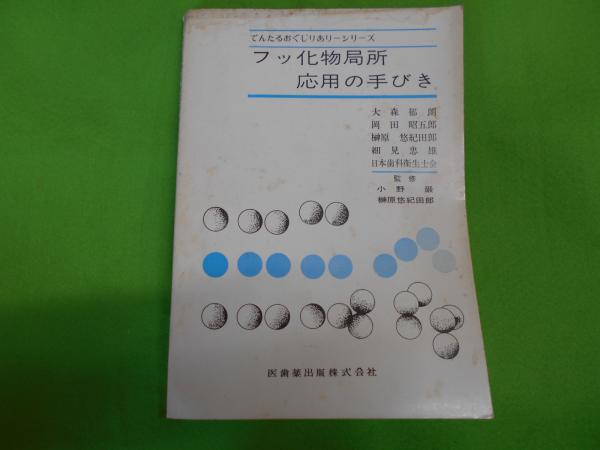 でんたるおぐじりありーシリーズ
フッ化物局所
応用の手びき
大森郁朗
岡田昭五郎
榊原悠紀田郎
細見忠雄
日本歯科衛生士会
監修
小野巌
榊原悠紀田郎
医歯薬出版株式会社